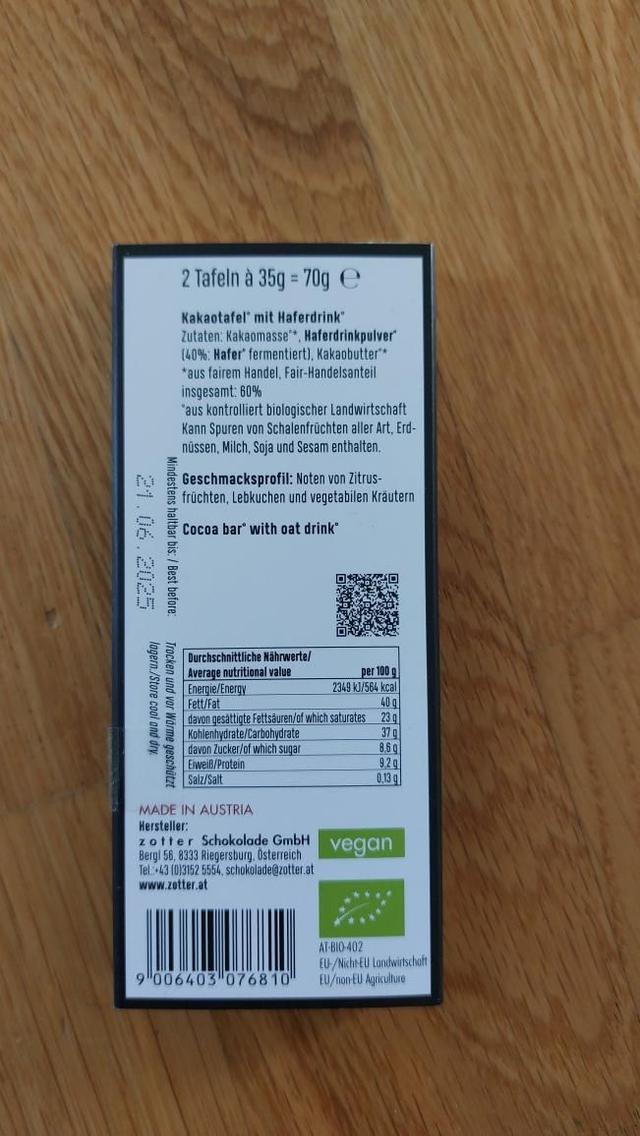 2 Tafeln à 35g = 70g ℮
Kakaotafel° mit Haferdrink°
Zutaten: Kakaomasse°*, Haferdrinkpulver°
(40%: Hafer° fermentiert), Kakaobutter°*
*aus fairem Handel, Fair-Handelsanteil
insgesamt: 60%
°aus kontrolliert biologischer Landwirtschaft
Kann Spuren von Schalenfrüchten aller Art, Erd-
nüssen, Milch, Soja und Sesam enthalten.
Geschmacksprofil: Noten von Zitrus-
früchten, Lebkuchen und vegetabilen Kräutern
Cocoa bar° with oat drink°
Mindestens haltbar bis: / Best before:
21.06.2025
Trocken und vor Wärme geschützt
lagern./Store cool and dry.
Durchschnittliche Nährwerte/
Average nutritional value per 100 g
Energie/Energy 2349 kJ/564 kcal
Fett/Fat 40 g
davon gesättigte Fettsäuren/of which saturates 23 g
Kohlenhydrate/Carbohydrate 37 g
davon Zucker/of which sugar 8,6 g
Eiweiß/Protein 9,2 g
Salz/Salt 0,13 g
MADE IN AUSTRIA
Hersteller:
zotter Schokolade GmbH
Bergl 56, 8333 Riegersburg, Österreich
Tel.:+43 (0)3152 5554, schokolade@zotter.at
www.zotter.at
vegan
AT-BIO-402
EU-/Nicht-EU Landwirtschaft
EU/non-EU Agriculture
9 006403 076810